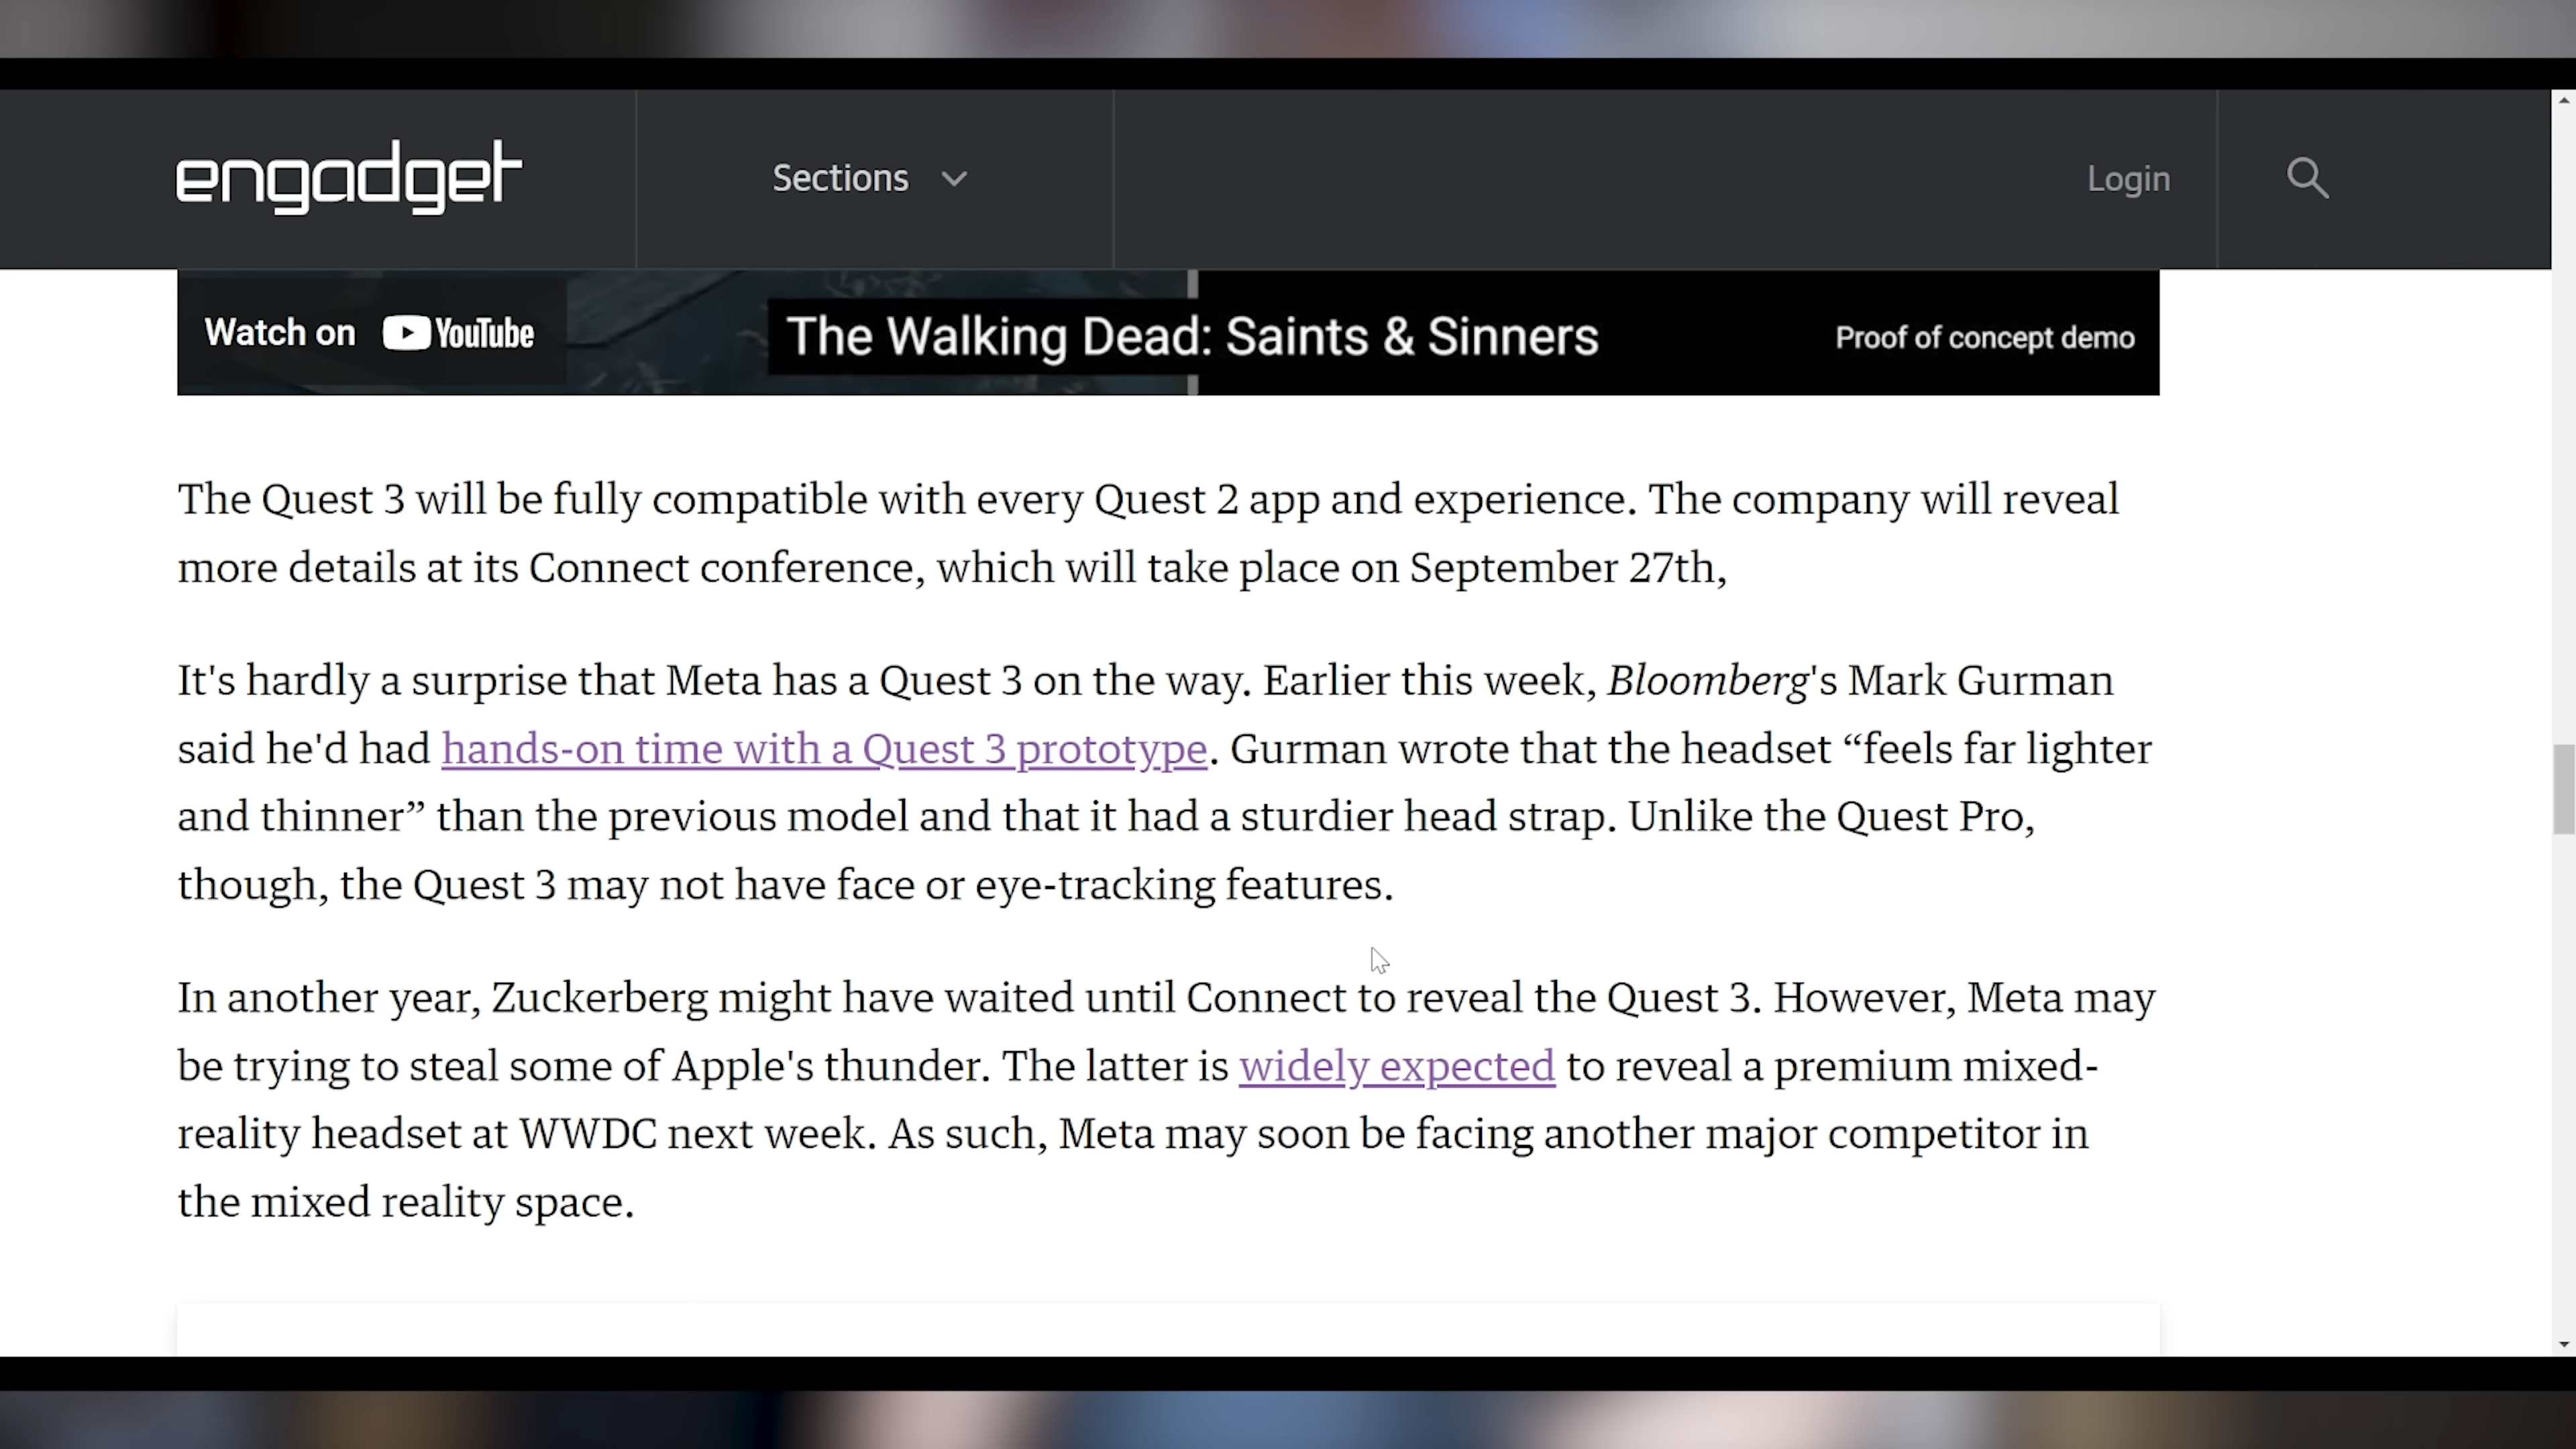 engadget
Sections
Login
Watch on YouTube
The Walking Dead: Saints & Sinners
Proof of concept demo
The Quest 3 will be fully compatible with every Quest 2 app and experience. The company will reveal
more details at its Connect conference, which will take place on September 27th,
It's hardly a surprise that Meta has a Quest 3 on the way. Earlier this week, Bloomberg's Mark Gurman
said he'd had hands-on time with a Quest 3 prototype. Gurman wrote that the headset “feels far lighter
and thinner” than the previous model and that it had a sturdier head strap. Unlike the Quest Pro,
though, the Quest 3 may not have face or eye-tracking features.
In another year, Zuckerberg might have waited until Connect to reveal the Quest 3. However, Meta may
be trying to steal some of Apple's thunder. The latter is widely expected to reveal a premium mixed-
reality headset at WWDC next week. As such, Meta may soon be facing another major competitor in
the mixed reality space.